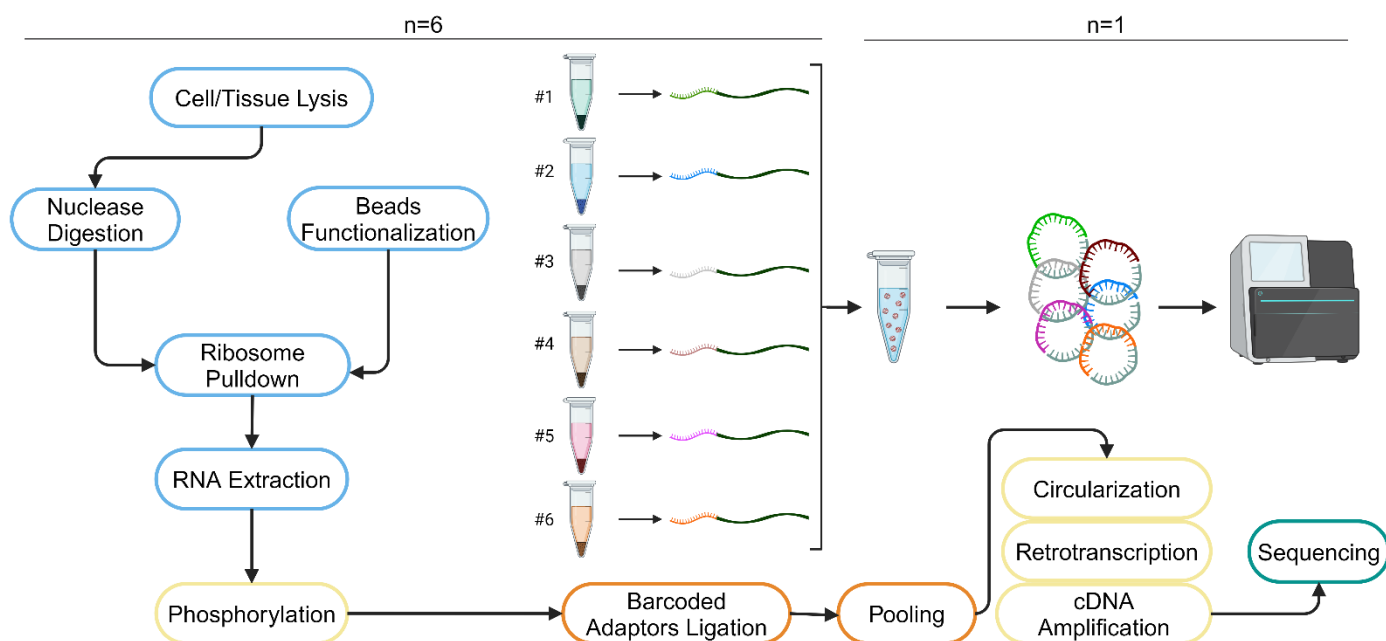 n=6
n=1
Cell/Tissue Lysis
Nuclease
Digestion
Beads
Functionalization
Ribosome
Pulldown
RNA Extraction
Phosphorylation
#1
#2
#3
#4
#5
#6
Barcoded
Adaptors Ligation
Pooling
Circularization
Retrotranscription
cDNA
Amplification
Sequencing